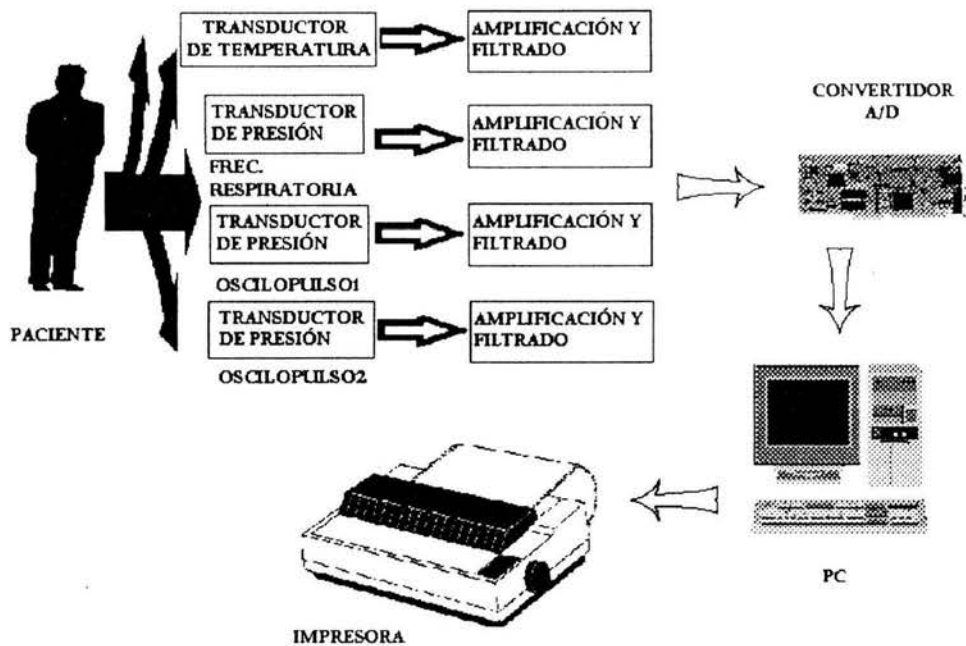 TRANSDUCTOR
DE TEMPERATURA
AMPLIFICACIÓN Y
FILTRADO
TRANSDUCTOR
DE PRESIÓN
AMPLIFICACIÓN Y
FILTRADO
FREC.
RESPIRATORIA
TRANSDUCTOR
DE PRESIÓN
AMPLIFICACIÓN Y
FILTRADO
OSCILOPULSO1
TRANSDUCTOR
DE PRESIÓN
AMPLIFICACIÓN Y
FILTRADO
OSCILOPULSO2
PACIENTE
CONVERTIDOR
A/D
PC
IMPRESORA